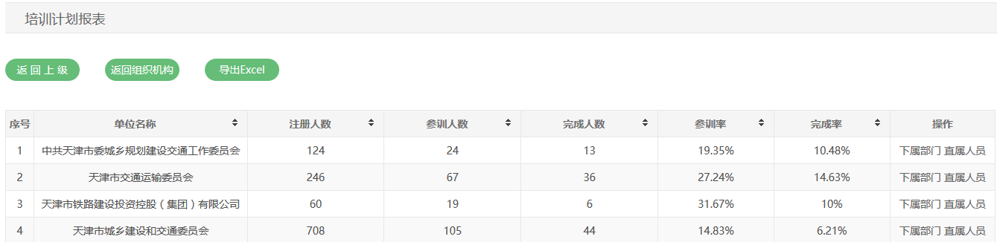 培训计划报表
返 回 上 级 返回组织机构 导出Excel
序号 单位名称 注册人数 参训人数 完成人数 参训率 完成率 操作
1 中共天津市委城乡规划建设交通工作委员会 124 24 13 19.35% 10.48% 下属部门 直属人员
2 天津市交通运输委员会 246 67 36 27.24% 14.63% 下属部门 直属人员
3 天津市铁路建设投资控股（集团）有限公司 60 19 6 31.67% 10% 下属部门 直属人员
4 天津市城乡建设和交通委员会 708 105 44 14.83% 6.21% 下属部门 直属人员